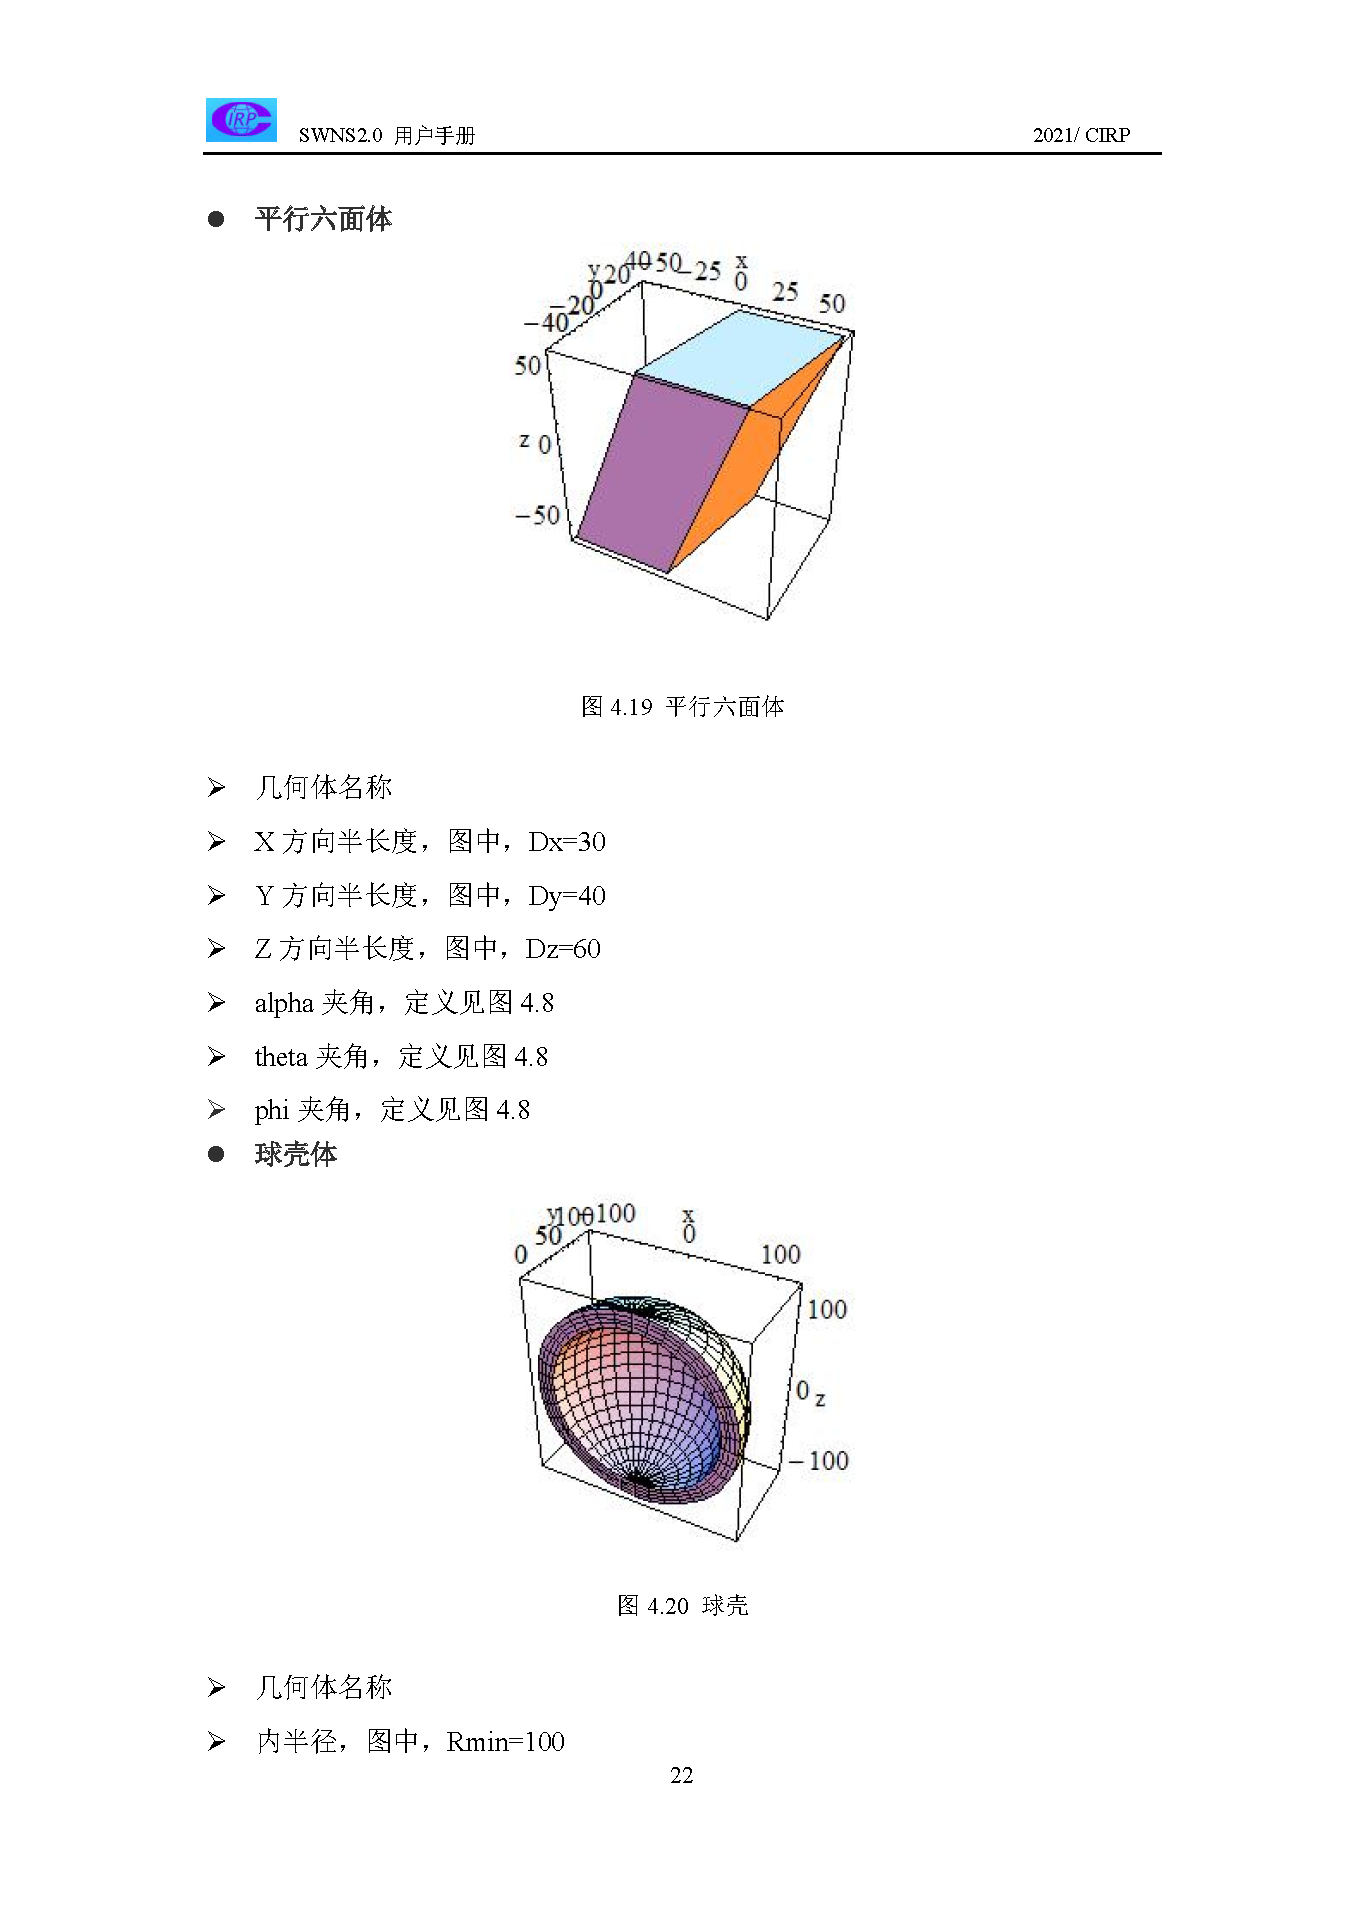 IRP
SWNS2.0 用户手册 2021/ CIRP
● 平行六面体
y 20 40 -50 -25 x 0 25 50
0
-20
-40
50
z 0
-50
图 4.19 平行六面体
➢ 几何体名称
➢ X 方向半长度，图中，Dx=30
➢ Y 方向半长度，图中，Dy=40
➢ Z 方向半长度，图中，Dz=60
➢ alpha 夹角，定义见图 4.8
➢ theta 夹角，定义见图 4.8
➢ phi 夹角，定义见图 4.8
● 球壳体
y 100 -100 x
0 50 0
100
100
0 z
-100
图 4.20 球壳
➢ 几何体名称
➢ 内半径，图中，Rmin=100
22